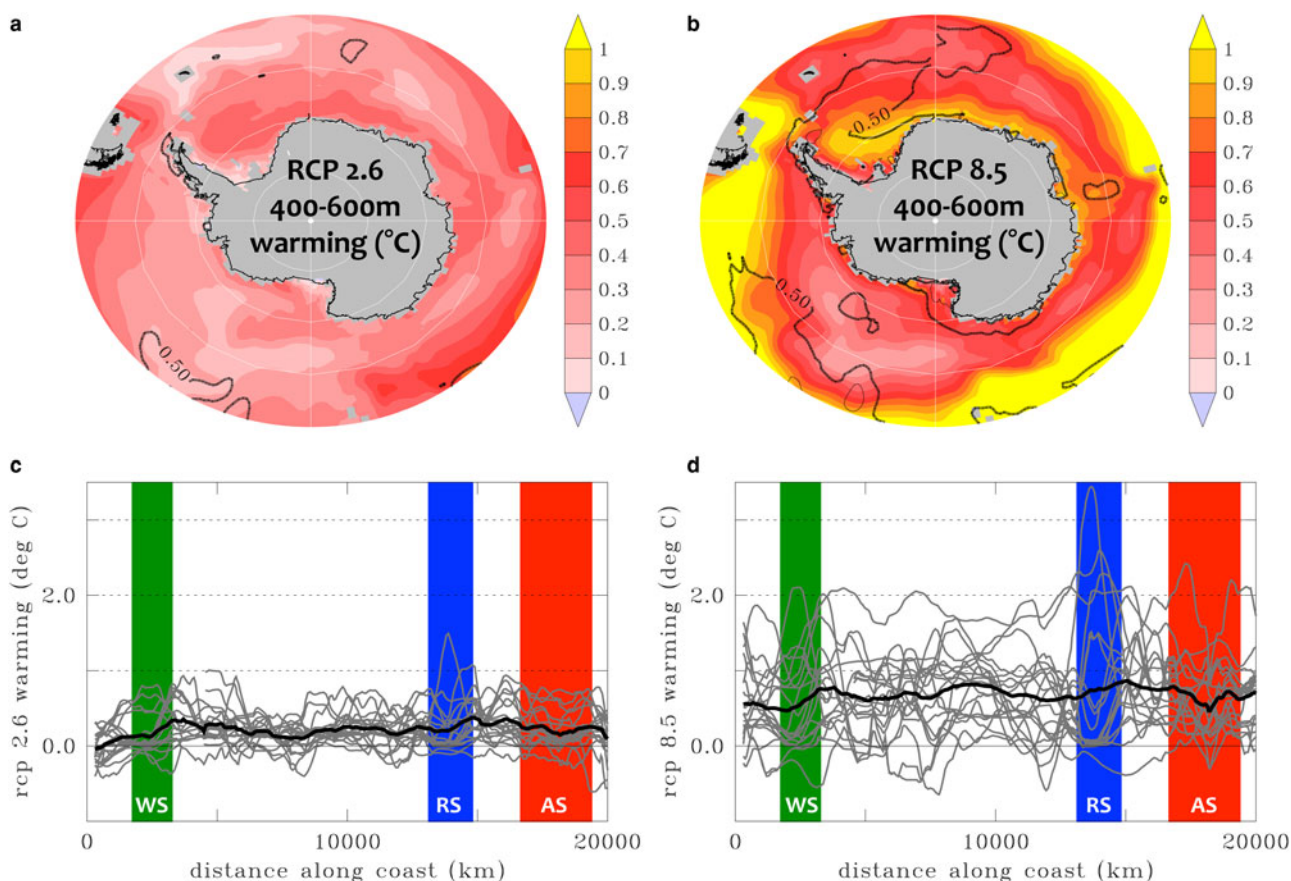 a
RCP 2.6
400-600m
warming (°C)
0.50
1
0.9
0.8
0.7
0.6
0.5
0.4
0.3
0.2
0.1
0
b
0.50
RCP 8.5
400-600m
warming (°C)
0.50
1
0.9
0.8
0.7
0.6
0.5
0.4
0.3
0.2
0.1
0
c
rcp 2.6 warming (deg C)
2.0
0.0
WS
RS
AS
0
10000
20000
distance along coast (km)
d
rcp 8.5 warming (deg C)
2.0
0.0
WS
RS
AS
0
10000
20000
distance along coast (km)